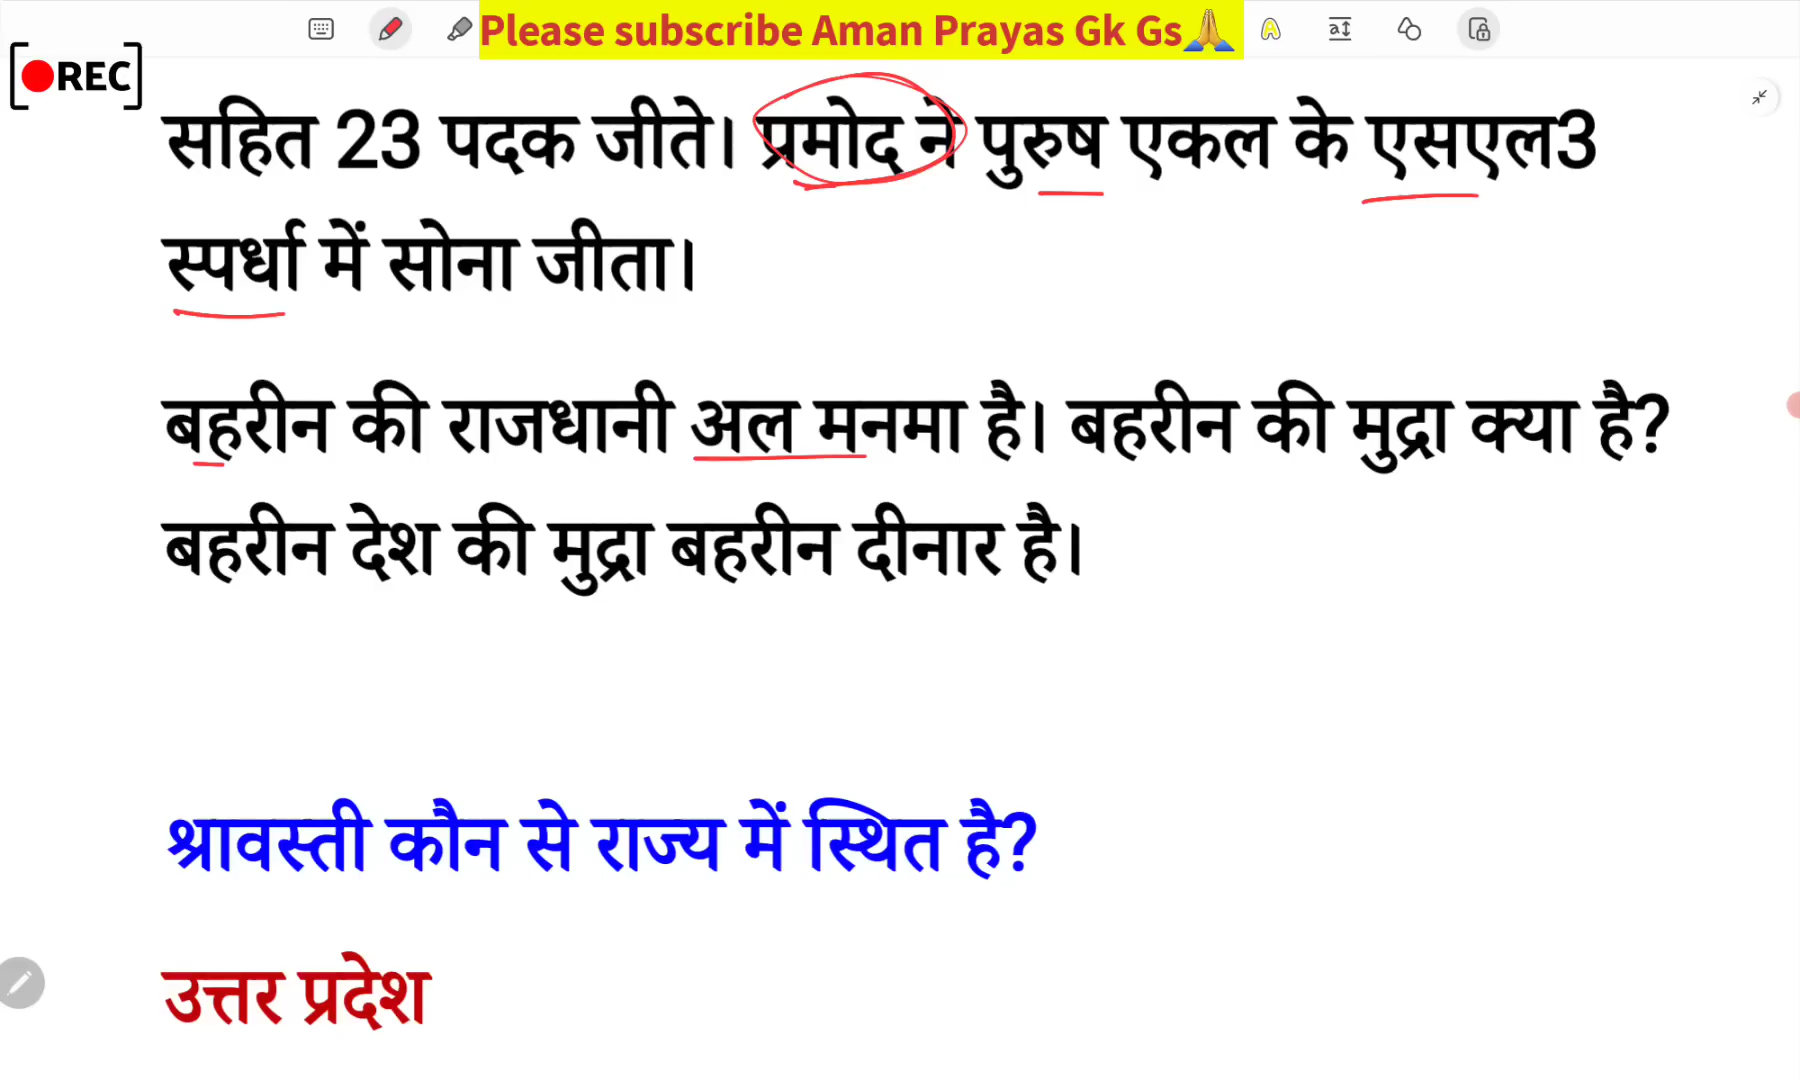 Please subscribe Aman Prayas Gk Gs🙏
REC
सहित 23 पदक जीते। प्रमोद ने पुरुष एकल के एसएल3
स्पर्धा में सोना जीता।
बहरीन की राजधानी अल मनमा है। बहरीन की मुद्रा क्या है?
बहरीन देश की मुद्रा बहरीन दीनार है।
श्रावस्ती कौन से राज्य में स्थित है?
उत्तर प्रदेश